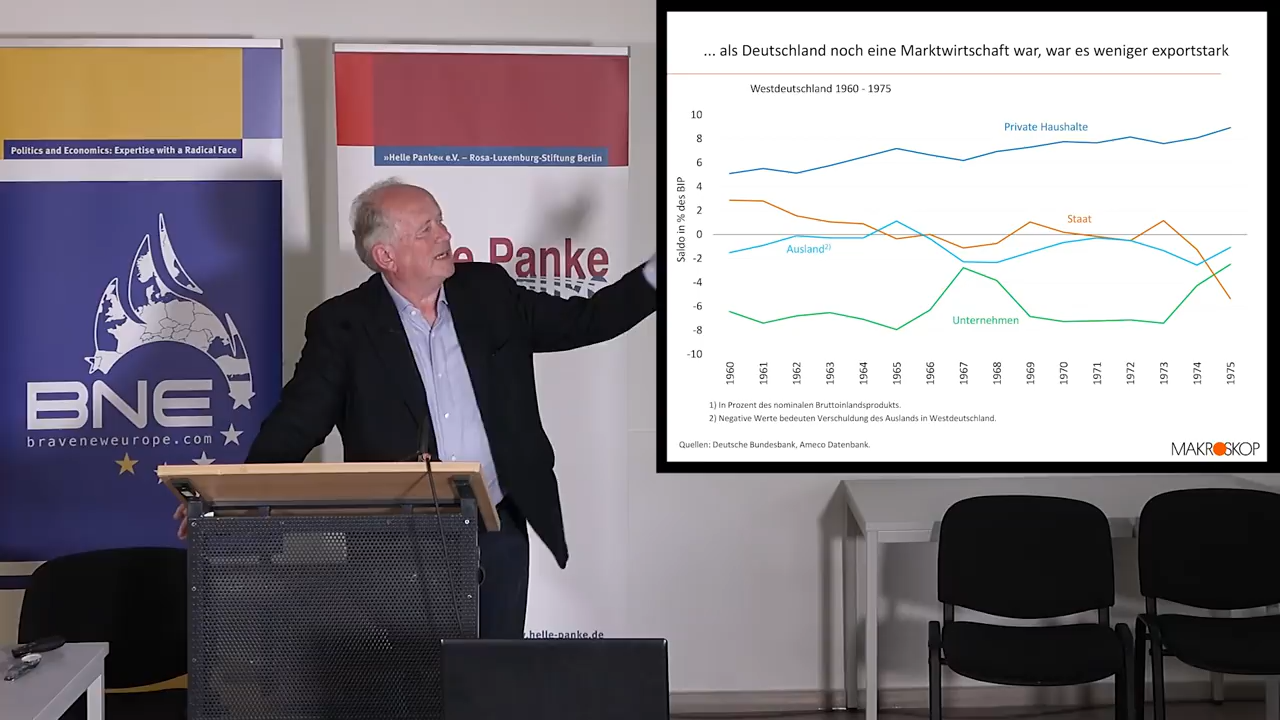 Politics and Economics: Expertise with a Radical Face
BNE
braveneweurope.com
»Helle Panke« e.V. – Rosa-Luxemburg-Stiftung Berlin
Panke
.helle-panke.de
... als Deutschland noch eine Marktwirtschaft war, war es weniger exportstark
Westdeutschland 1960 - 1975
Saldo in % des BIP
10
8
6
4
2
0
-2
-4
-6
-8
-10
Private Haushalte
Staat
Ausland²⁾
Unternehmen
1960 1961 1962 1963 1964 1965 1966 1967 1968 1969 1970 1971 1972 1973 1974 1975
1) In Prozent des nominalen Bruttoinlandsprodukts.
2) Negative Werte bedeuten Verschuldung des Auslands in Westdeutschland.
Quellen: Deutsche Bundesbank, Ameco Datenbank.
MAKROSKOP